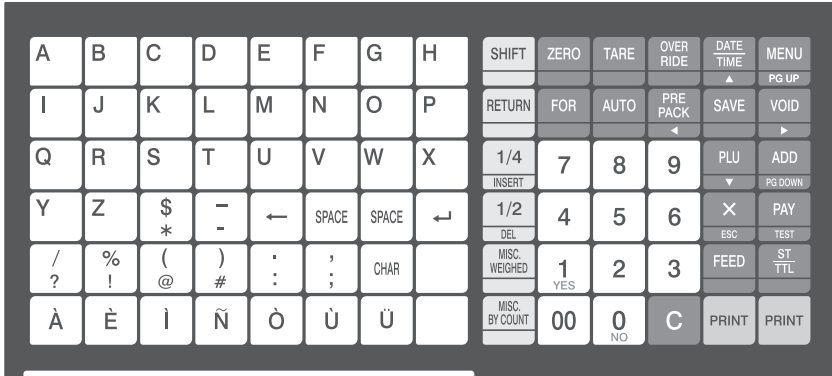 A B C D E F G H SHIFT ZERO TARE OVER RIDE DATE TIME MENU
▲ PG UP
I J K L M N O P RETURN FOR AUTO PRE PACK SAVE VOID
◀ ▶
Q R S T U V W X 1/4 7 8 9 PLU ADD
INSERT ▼ PG DOWN
Y Z $ – ← SPACE SPACE ↵ 1/2 4 5 6 × PAY
* - DEL ESC TEST
/ % ( ) . , CHAR MISC. WEIGHED 1 2 3 FEED ST TTL
? ! @ # : ; YES
À È Ì Ñ Ò Ù Ü MISC. BY COUNT 00 0 C PRINT PRINT
NO